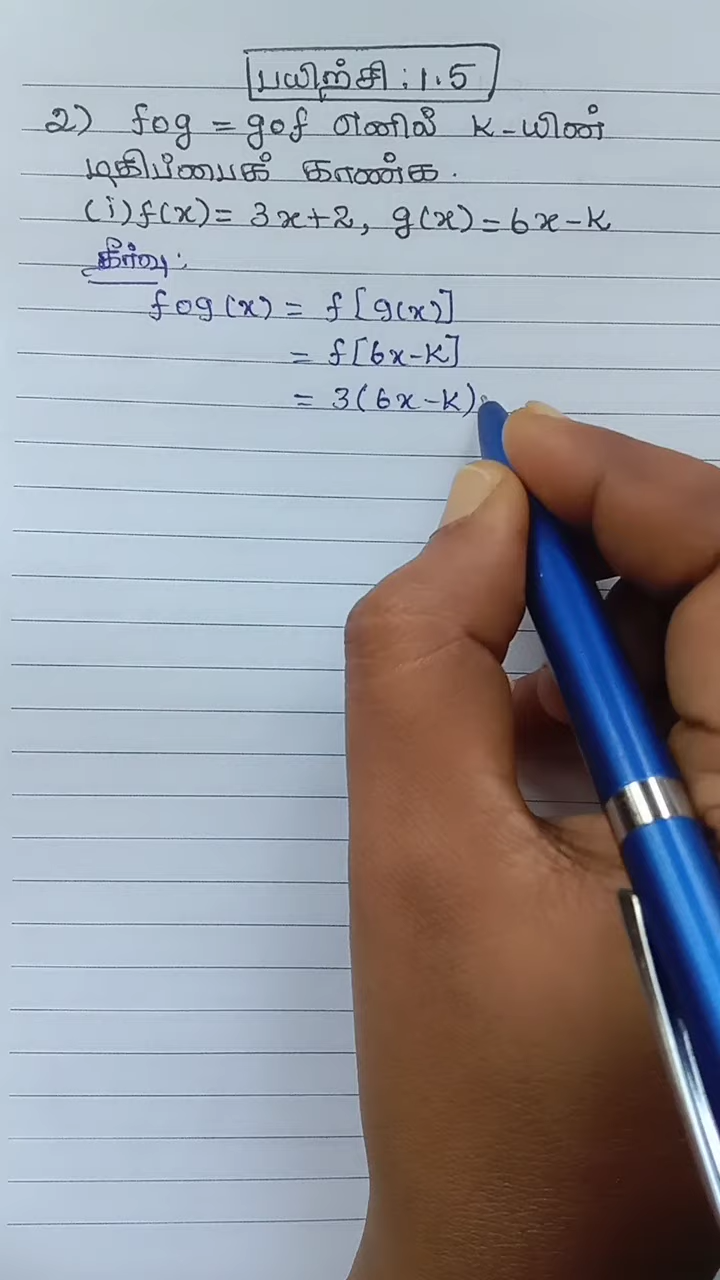 பயிற்சி : 1.5
2) fog = gof எனில் K-யின்
மதிப்பைக் காண்க.
(i) f(x) = 3x+2, g(x) = 6x-K
தீர்வு:
fog(x) = f[g(x)]
= f[6x-K]
= 3(6x-K)